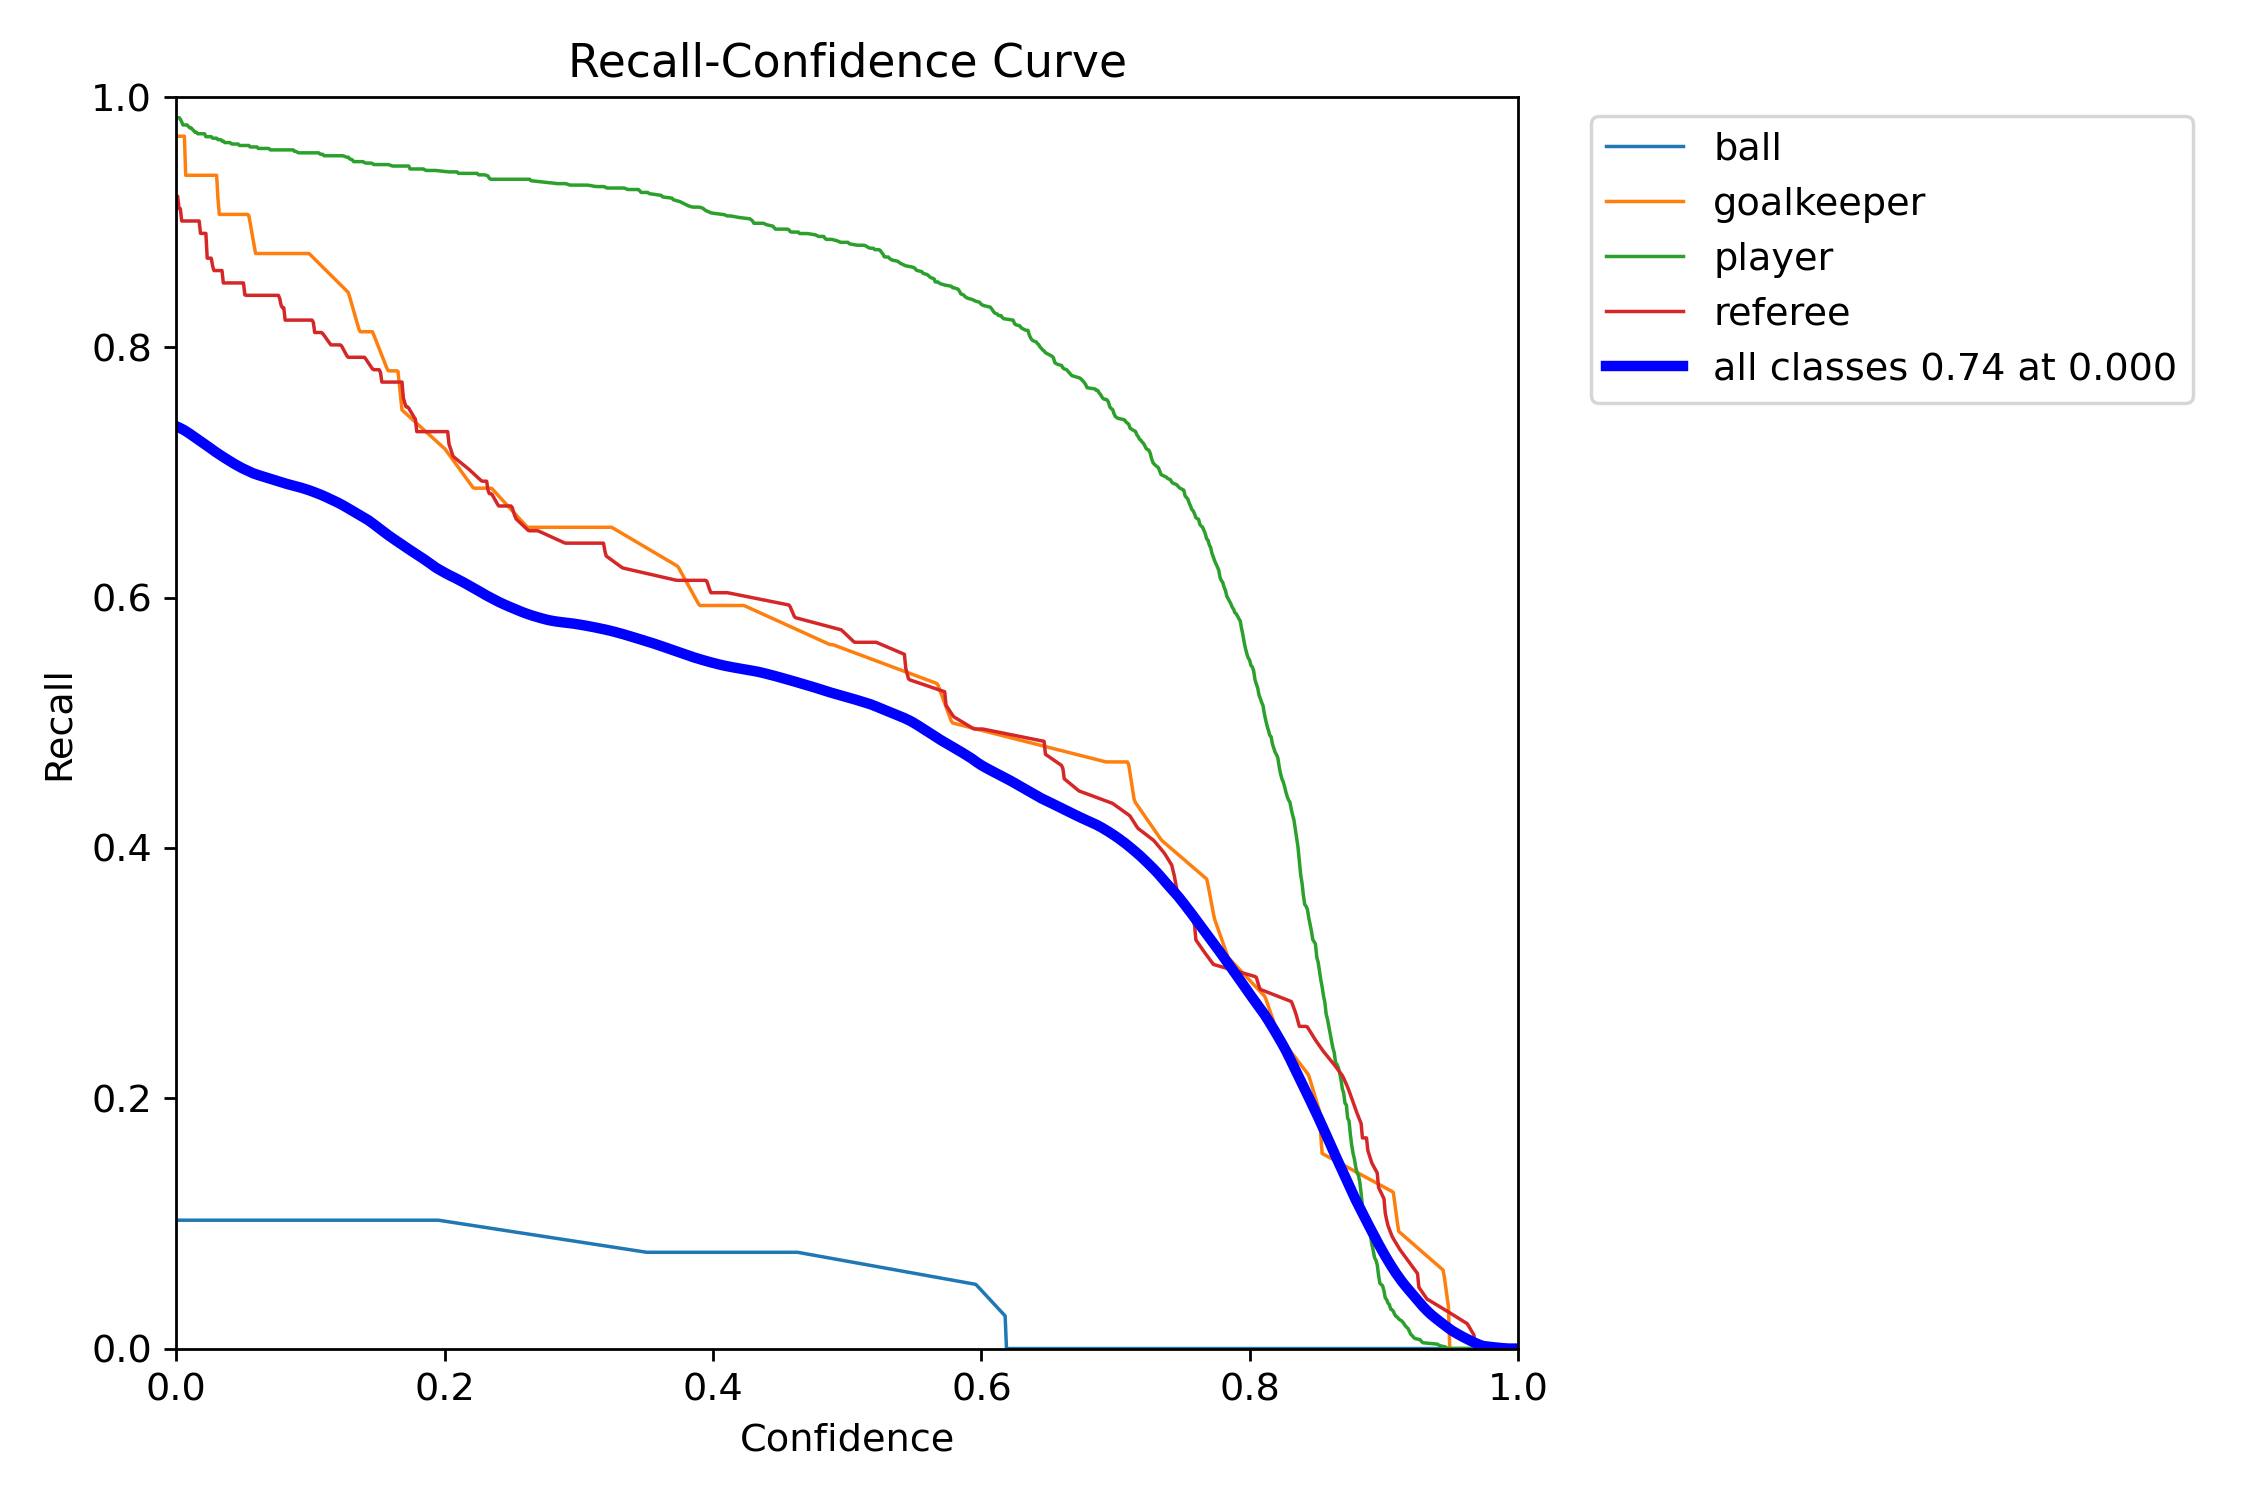 Recall-Confidence Curve
1.0
0.8
0.6
0.4
0.2
0.0
Recall
0.0 0.2 0.4 0.6 0.8 1.0
Confidence
ball
goalkeeper
player
referee
all classes 0.74 at 0.000